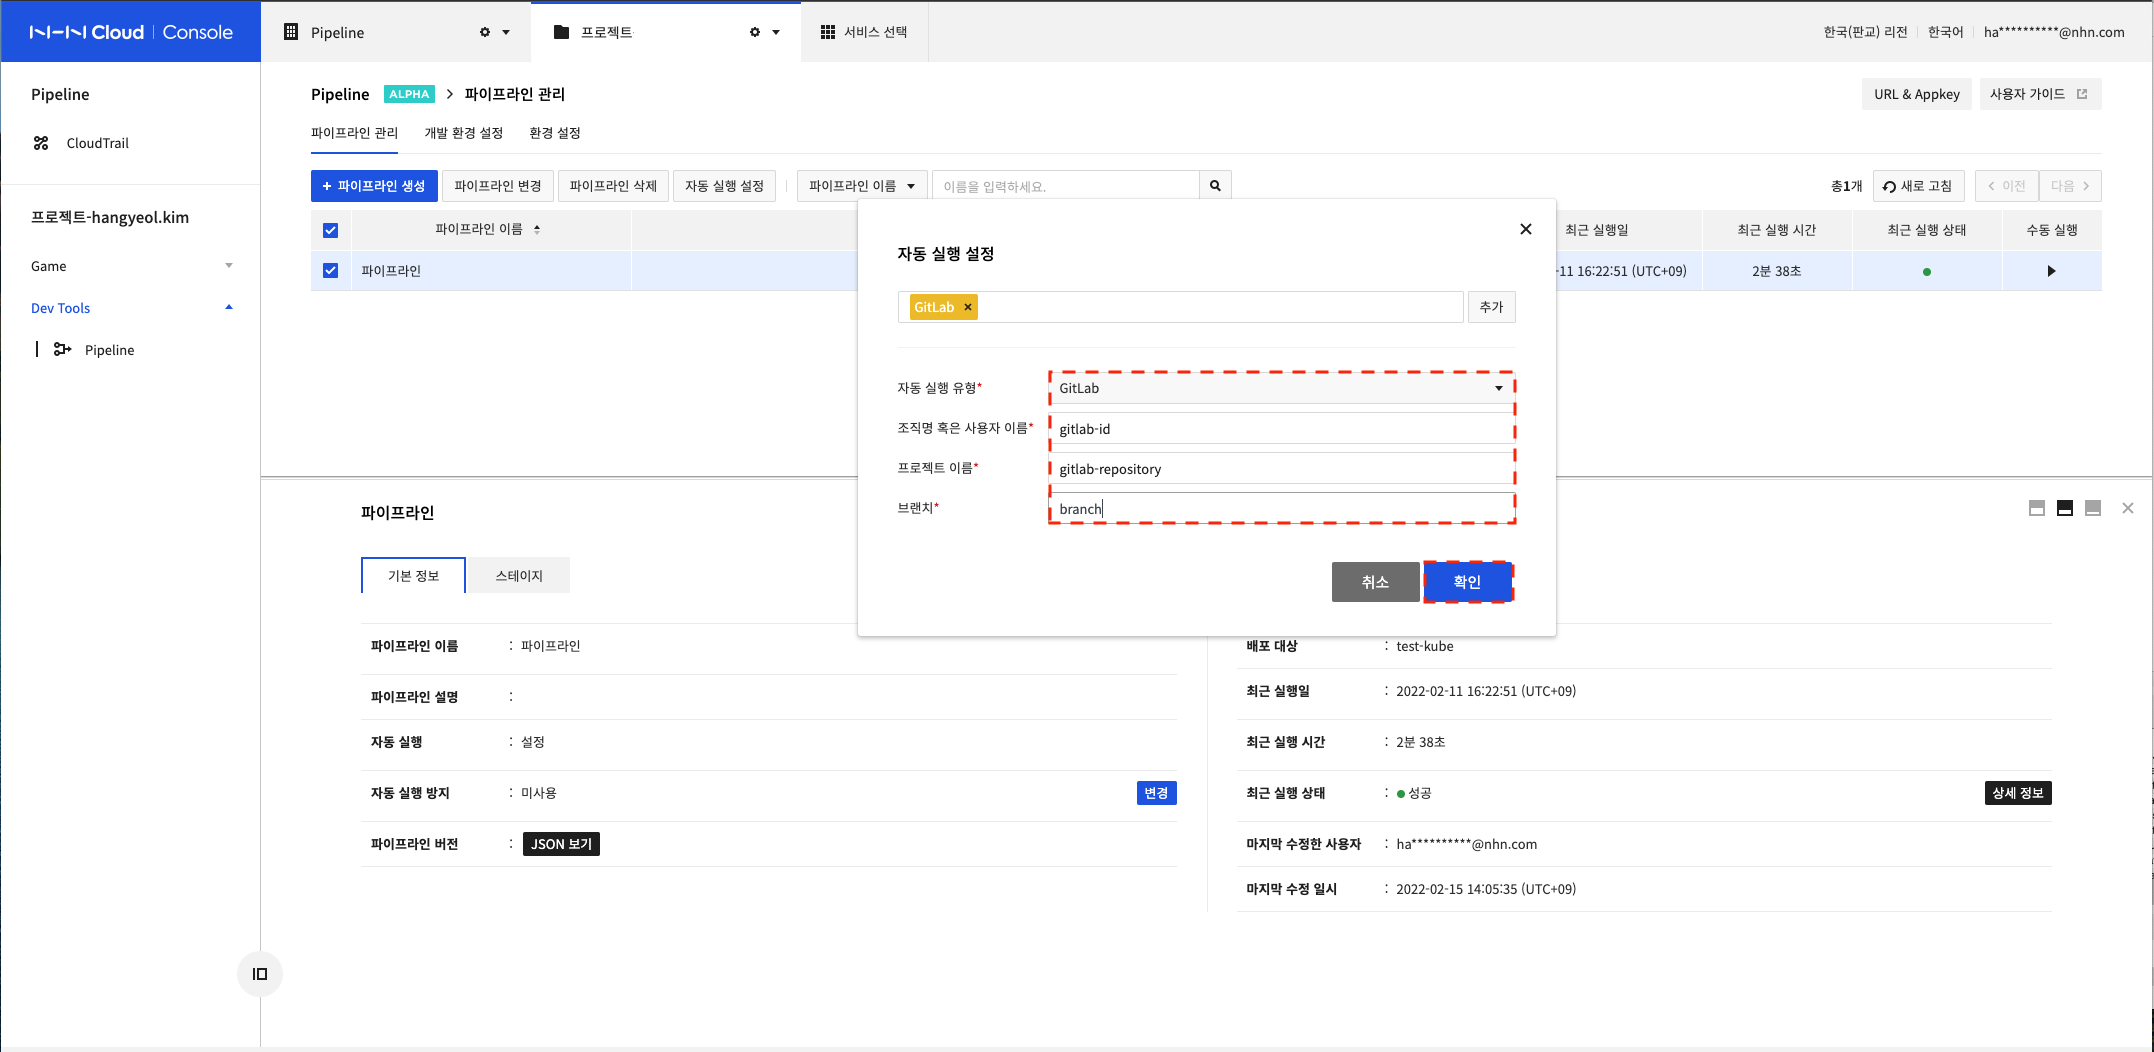 NHN Cloud | Console
Pipeline
프로젝트
서비스 선택
한국(판교) 리전
한국어
ha**********@nhn.com
Pipeline
CloudTrail
프로젝트-hangyeol.kim
Game
Dev Tools
Pipeline
Pipeline ALPHA > 파이프라인 관리
URL & Appkey
사용자 가이드
파이프라인 관리
개발 환경 설정
환경 설정
+ 파이프라인 생성
파이프라인 변경
파이프라인 삭제
자동 실행 설정
파이프라인 이름
이름을 입력하세요.
총1개
새로 고침
< 이전
다음 >
파이프라인 이름
최근 실행일
최근 실행 시간
최근 실행 상태
수동 실행
파이프라인
-11 16:22:51 (UTC+09)
2분 38초
자동 실행 설정
GitLab ×
추가
자동 실행 유형*
GitLab
조직명 혹은 사용자 이름*
gitlab-id
프로젝트 이름*
gitlab-repository
브랜치*
branch
취소
확인
파이프라인
기본 정보
스테이지
파이프라인 이름 : 파이프라인
파이프라인 설명 :
자동 실행 : 설정
자동 실행 방지 : 미사용
변경
파이프라인 버전 : JSON 보기
배포 대상 : test-kube
최근 실행일 : 2022-02-11 16:22:51 (UTC+09)
최근 실행 시간 : 2분 38초
최근 실행 상태 : 성공
상세 정보
마지막 수정한 사용자 : ha**********@nhn.com
마지막 수정 일시 : 2022-02-15 14:05:35 (UTC+09)